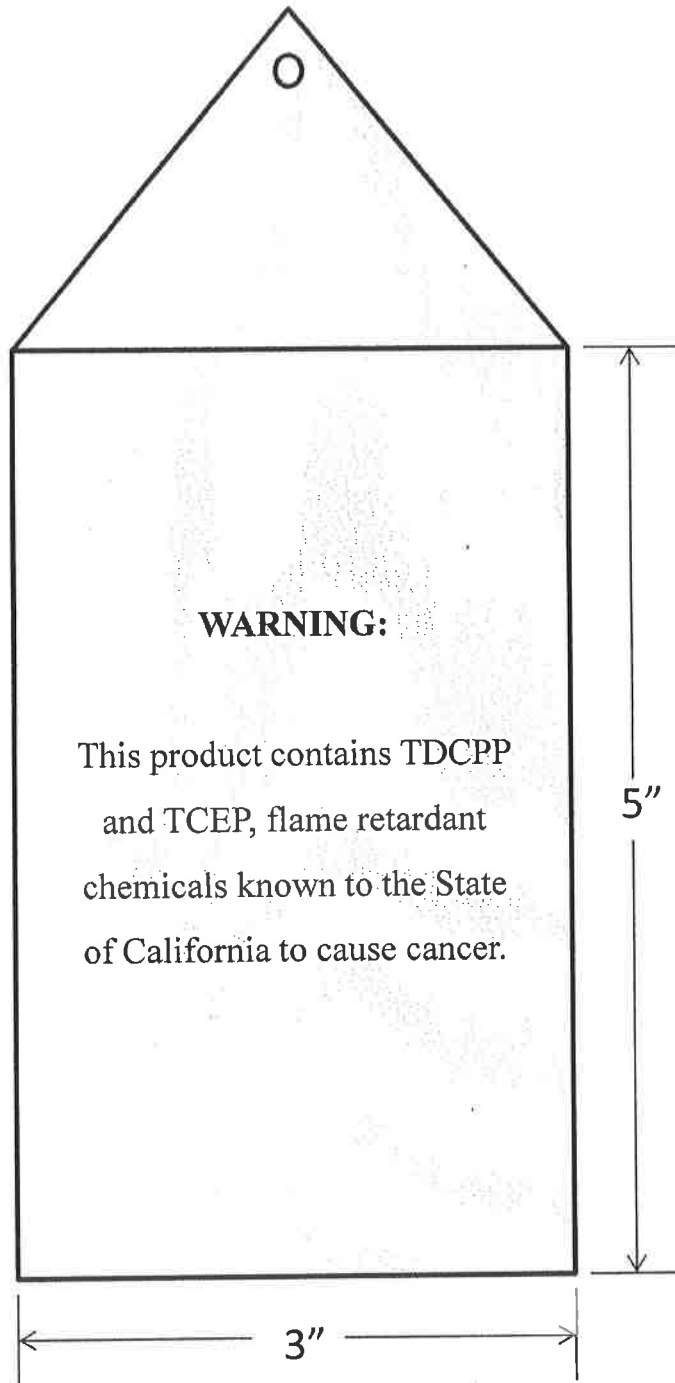 WARNING:
This product contains TDCPP
and TCEP, flame retardant
chemicals known to the State
of California to cause cancer.
5"
3"